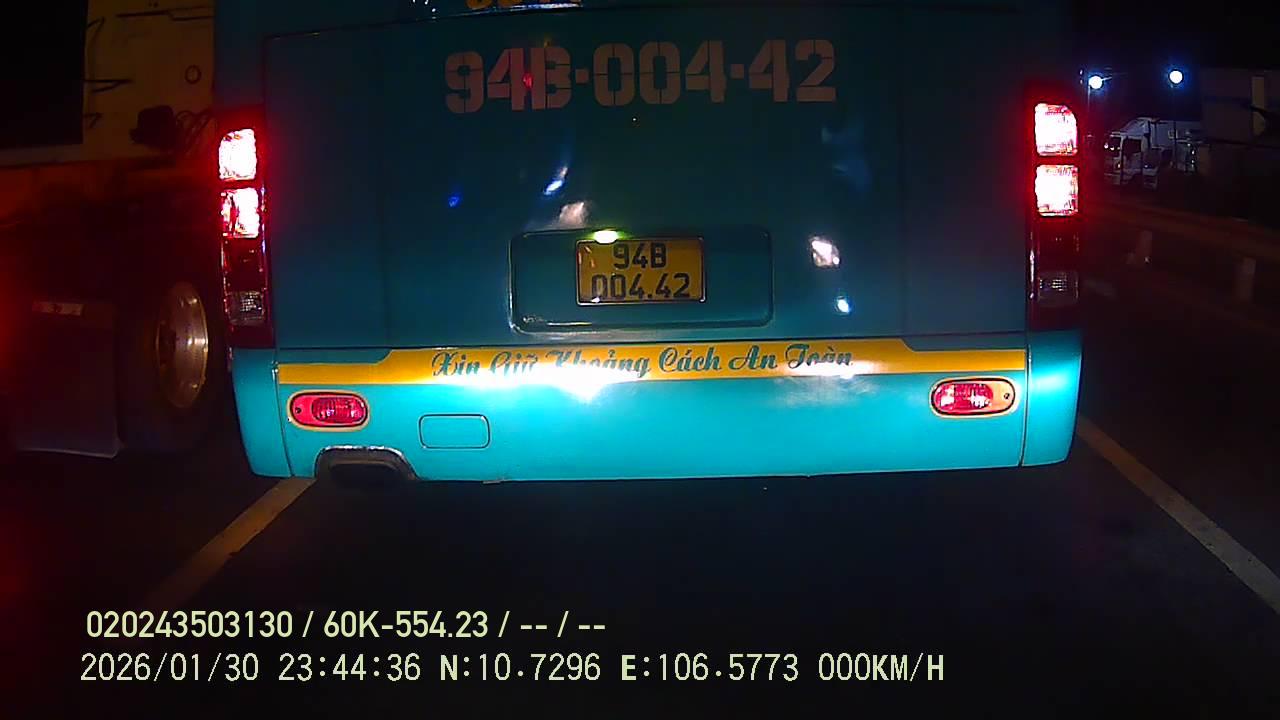 94B·004·42
94B
004.42
Xin Giữ Khoảng Cách An Toàn
020243503130 / 60K-554.23 / -- / --
2026/01/30 23:44:36 N:10.7296 E:106.5773 000KM/H